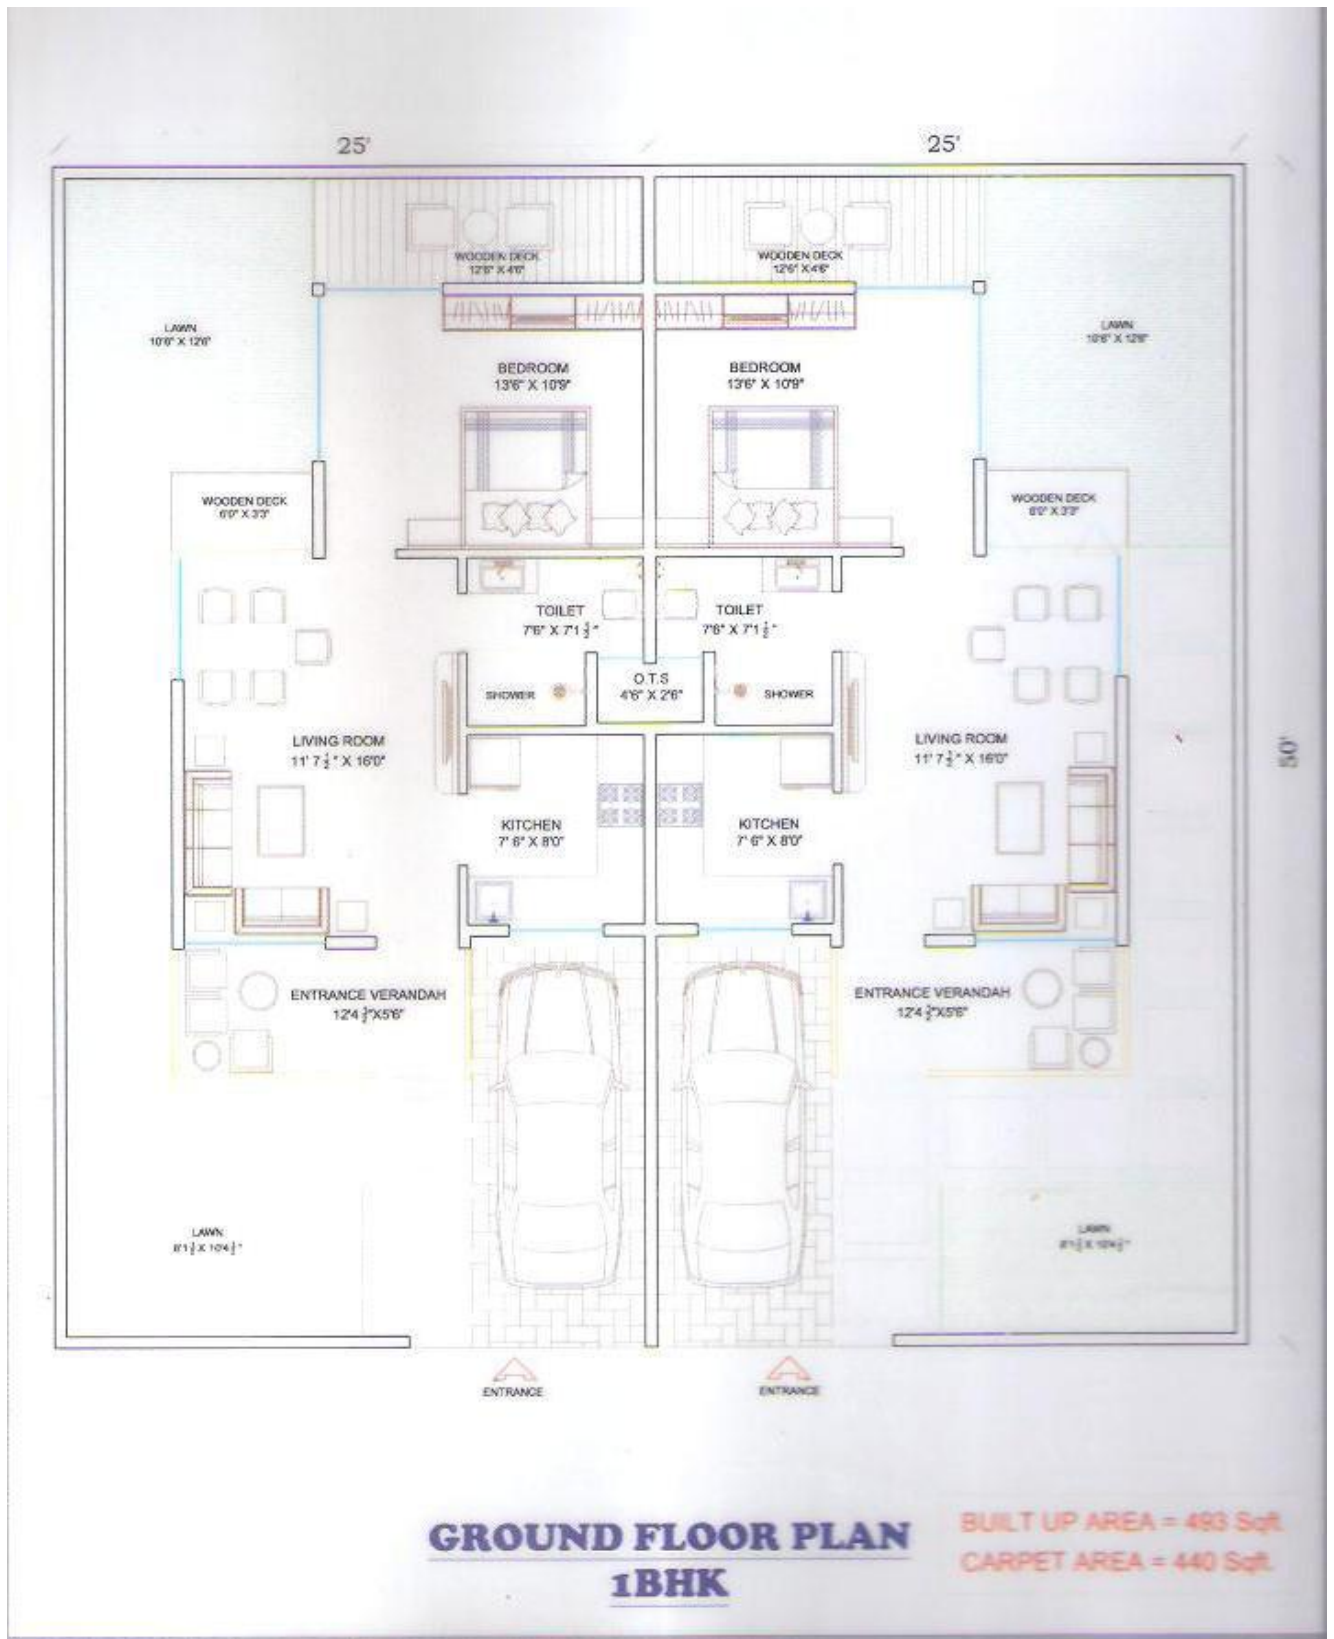 25' 25'
WOODEN DECK
12'6" X 4'6"
WOODEN DECK
12'6" X 4'6"
LAWN
10'6" X 12'6"
LAWN
10'6" X 12'6"
BEDROOM
13'6" X 10'9"
BEDROOM
13'6" X 10'9"
WOODEN DECK
6'0" X 3'3"
WOODEN DECK
6'0" X 3'3"
TOILET
7'6" X 7'1 ½"
TOILET
7'6" X 7'1 ½"
O.T.S
4'6" X 2'6"
SHOWER
SHOWER
LIVING ROOM
11' 7 ½" X 16'0"
LIVING ROOM
11' 7 ½" X 16'0"
50'
KITCHEN
7' 6" X 8'0"
KITCHEN
7' 6" X 8'0"
ENTRANCE VERANDAH
12'4 ½"X5'6"
ENTRANCE VERANDAH
12'4 ½"X5'6"
LAWN
LAWN
ENTRANCE
ENTRANCE
GROUND FLOOR PLAN
1BHK
BUILT UP AREA = 493 Sqft.
CARPET AREA = 440 Sqft.